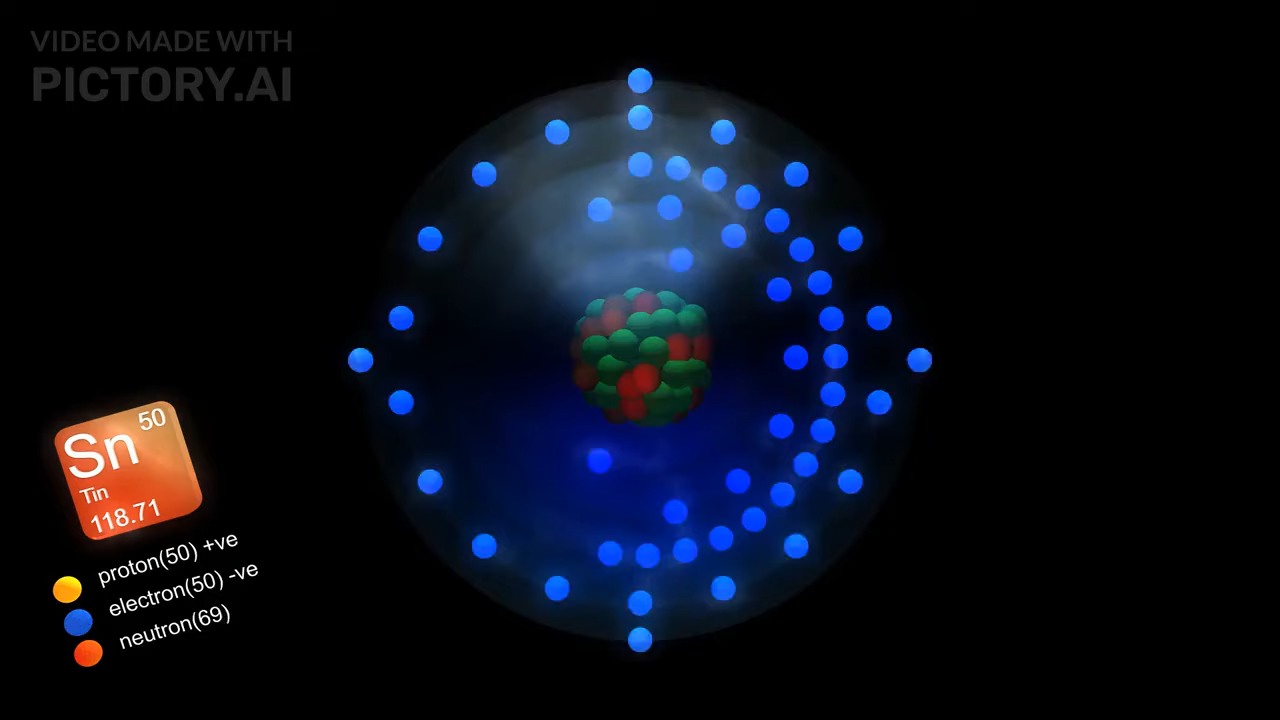 VIDEO MADE WITH
PICTORY.AI
50
Sn
Tin
118.71
proton(50) +ve
electron(50) -ve
neutron(69)